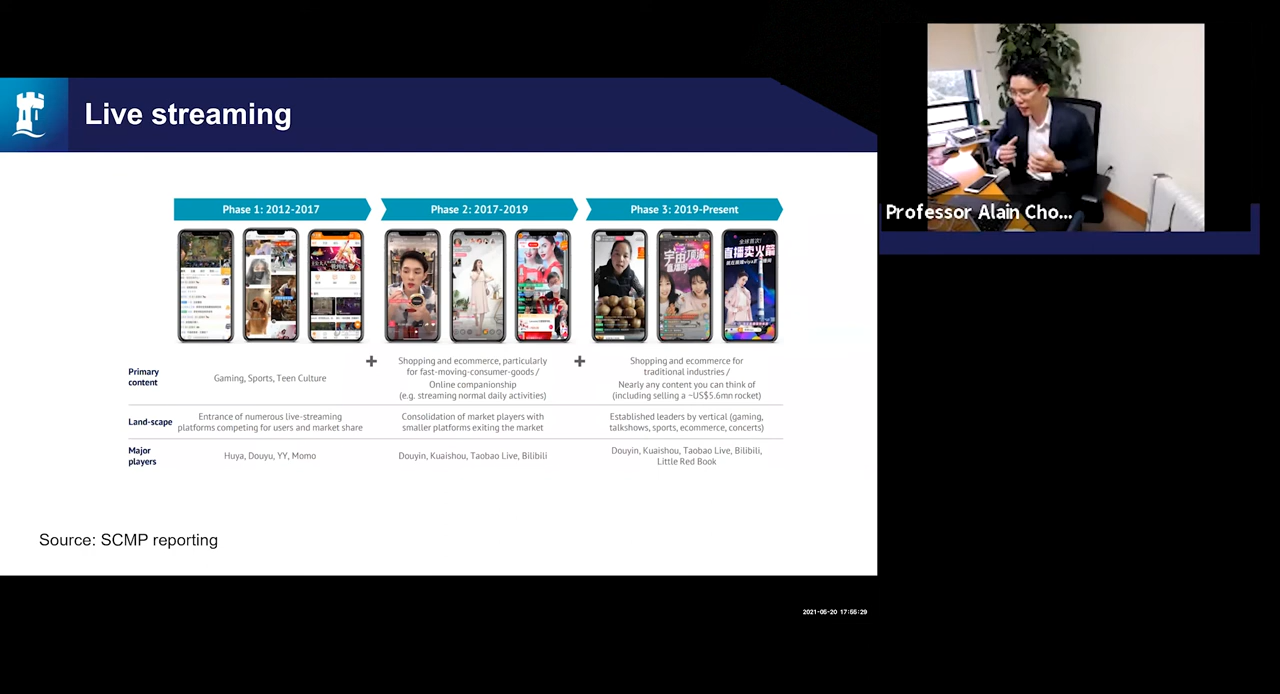 Live streaming
Professor Alain Cho...
Phase 1: 2012-2017
Phase 2: 2017-2019
Phase 3: 2019-Present
全球首次!
直播卖火箭
宇宙顶流
Primary
content
Gaming, Sports, Teen Culture
+
Shopping and ecommerce, particularly
for fast-moving-consumer-goods /
Online companionship
(e.g. streaming normal daily activities)
+
Shopping and ecommerce for
traditional industries /
Nearly any content you can think of
(including selling a ~US$5.6mn rocket)
Land-scape
Entrance of numerous live-streaming
platforms competing for users and market share
Consolidation of market players with
smaller platforms exiting the market
Established leaders by vertical (gaming,
talkshows, sports, ecommerce, concerts)
Major
players
Huya, Douyu, YY, Momo
Douyin, Kuaishou, Taobao Live, Bilibili
Douyin, Kuaishou, Taobao Live, Bilibili,
Little Red Book
Source: SCMP reporting
2021-05-20 17:55:29